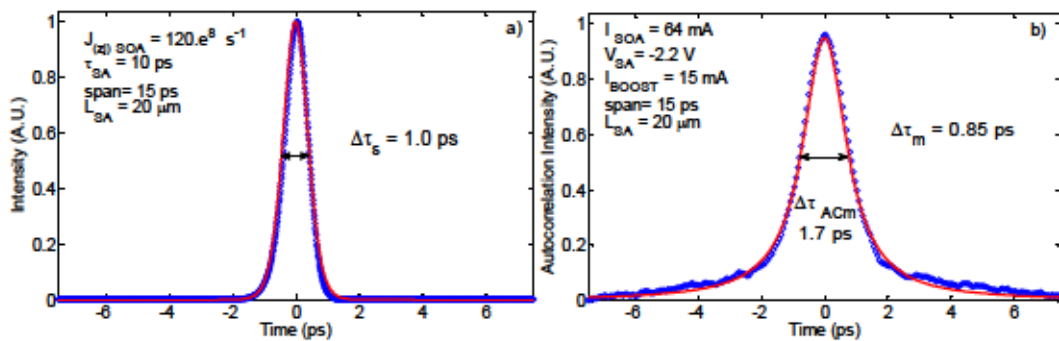 J(zj) SOA = 120.e⁸ s⁻¹
τSA = 10 ps
span= 15 ps
LSA = 20 μm
a)
Δτs = 1.0 ps
Intensity (A.U.)
1
0.8
0.6
0.4
0.2
0
-6 -4 -2 0 2 4 6
Time (ps)
I SOA = 64 mA
VSA= -2.2 V
IBOOST = 15 mA
span= 15 ps
LSA= 20 μm
b)
Δτm = 0.85 ps
Δτ ACm
1.7 ps
Autocorrelation Intensity (A.U.)
1
0.8
0.6
0.4
0.2
0
-6 -4 -2 0 2 4 6
Time (ps)